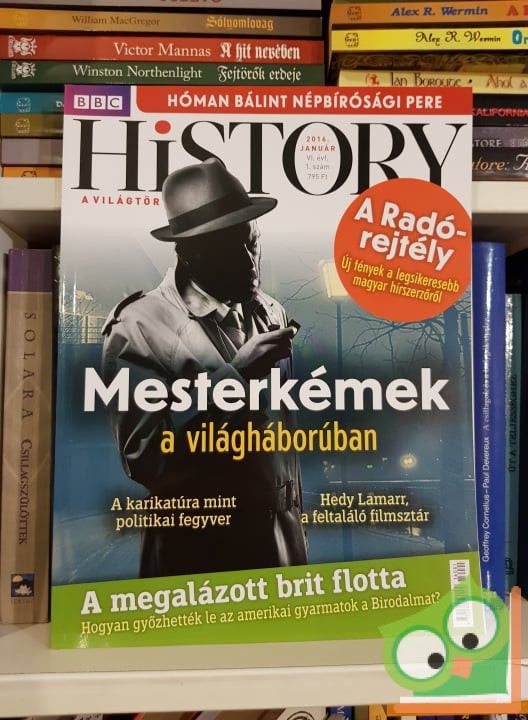 William MacGregor Sólyomlovag
Victor Mannas A hit nevében
Winston Northenlight Fejtörők erdeje
Alex R. Wermin
Alex R. Wermin
BBC
HÓMAN BÁLINT NÉPBÍRÓSÁGI PERE
HiSTORY
2016.
JANUÁR
VI. évf.
1. szám
795 Ft
A VILÁGTÖR
A Radó-
rejtély
Új tények a legsikeresebb
magyar hírszerzőről
Mesterkémek
a világháborúban
A karikatúra mint
politikai fegyver
Hedy Lamarr,
a feltaláló filmsztár
A megalázott brit flotta
Hogyan győzhették le az amerikai gyarmatok a Birodalmat?
SOLARA CSILLAGSZÜLÖTTEK
Geoffrey Cornelius - Paul Devereux